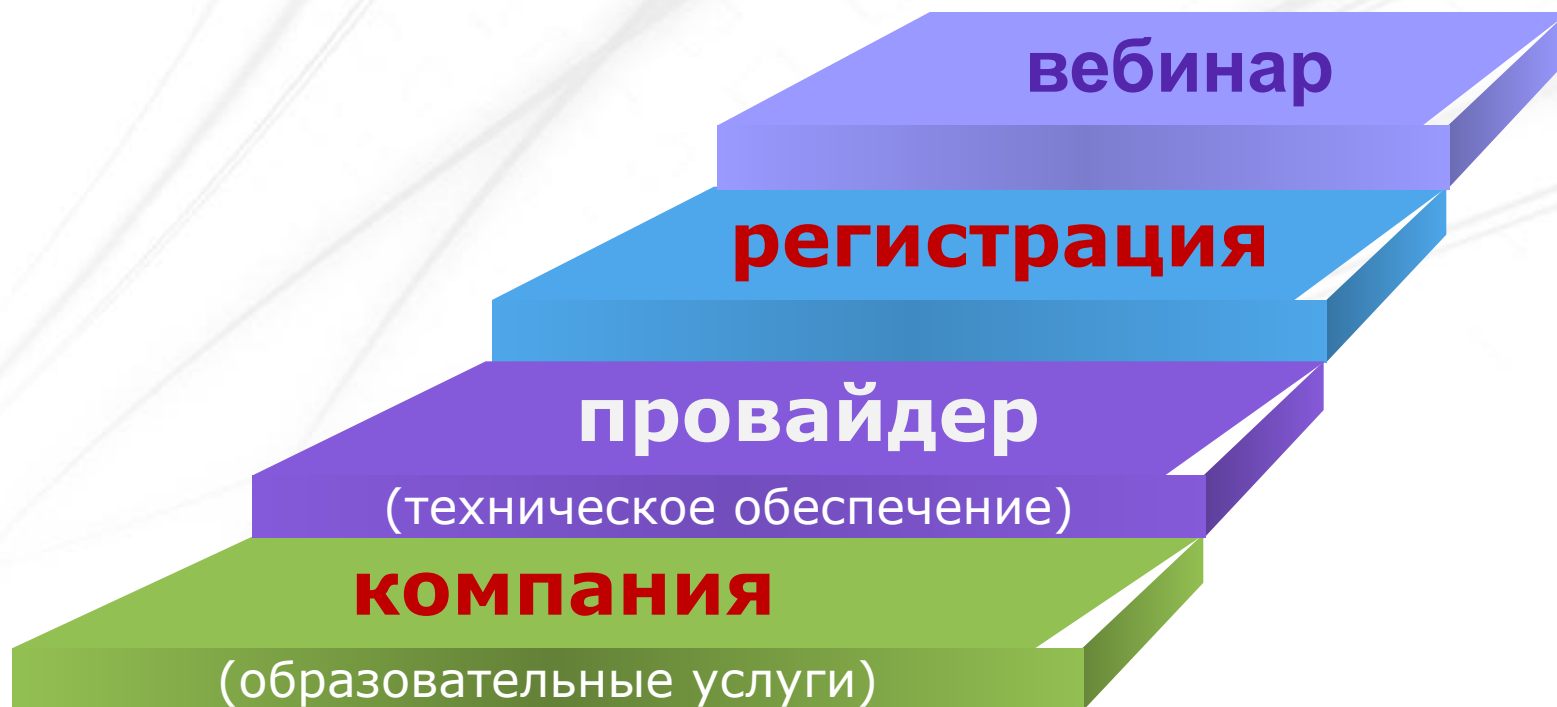 вебинар
регистрация
провайдер
(техническое обеспечение)
компания
(образовательные услуги)